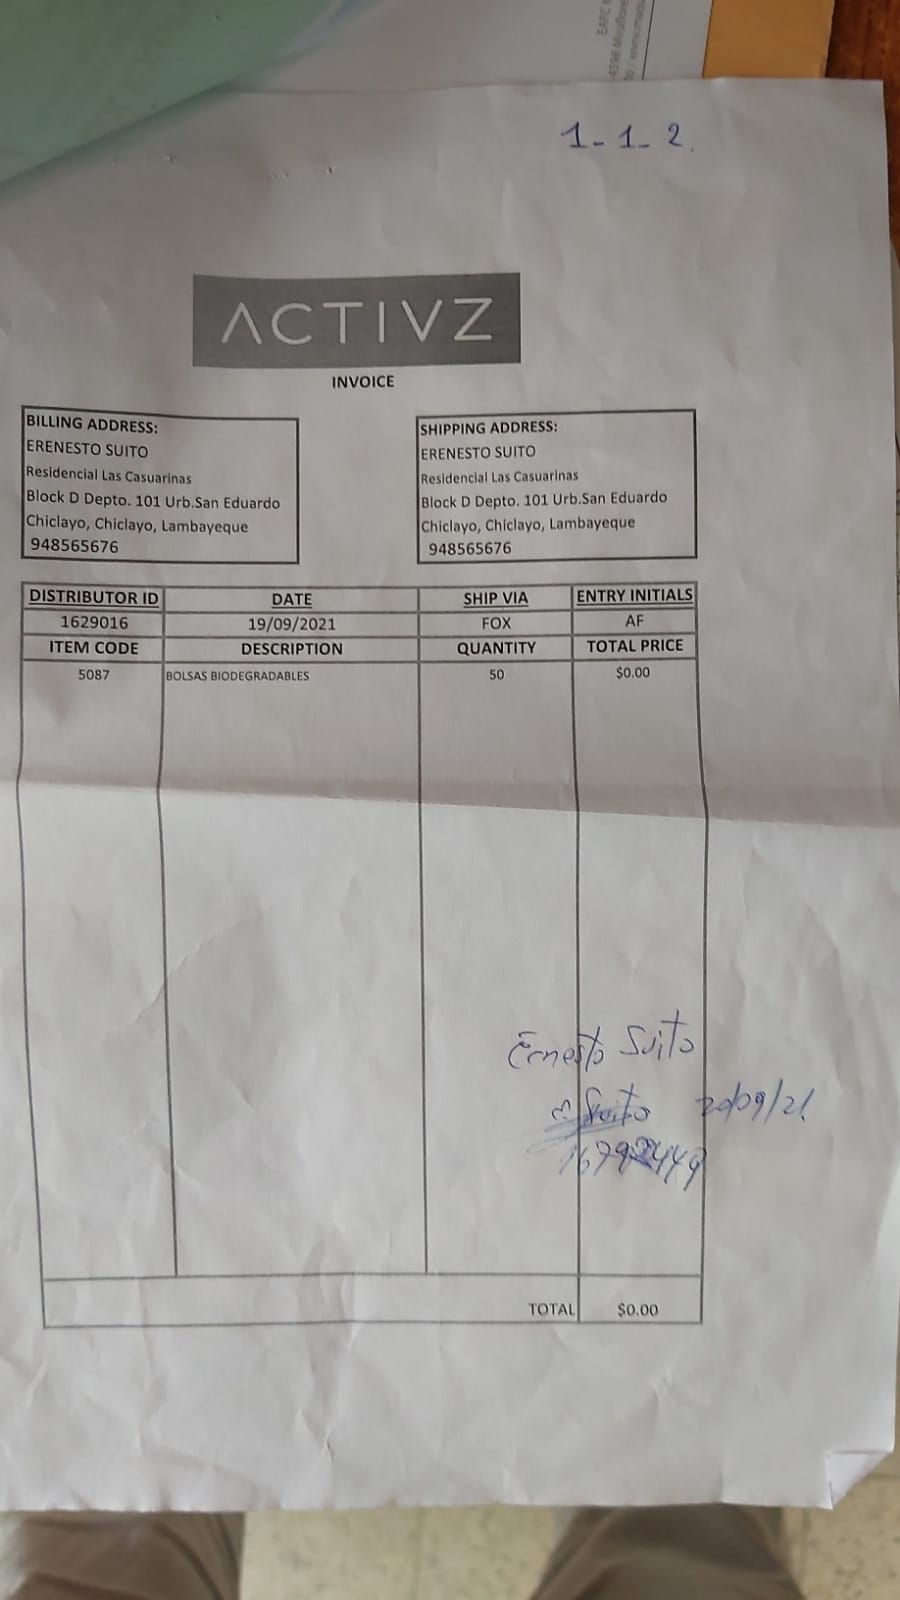 1-1-2.
ACTIVZ
INVOICE
BILLING ADDRESS:
ERENESTO SUITO
Residencial Las Casuarinas
Block D Depto. 101 Urb.San Eduardo
Chiclayo, Chiclayo, Lambayeque
948565676
SHIPPING ADDRESS:
ERENESTO SUITO
Residencial Las Casuarinas
Block D Depto. 101 Urb.San Eduardo
Chiclayo, Chiclayo, Lambayeque
948565676
DISTRIBUTOR ID DATE SHIP VIA ENTRY INITIALS
1629016 19/09/2021 FOX AF
ITEM CODE DESCRIPTION QUANTITY TOTAL PRICE
5087 BOLSAS BIODEGRADABLES 50 $0.00
Ernesto Suito
Suito 20/09/21
TOTAL $0.00